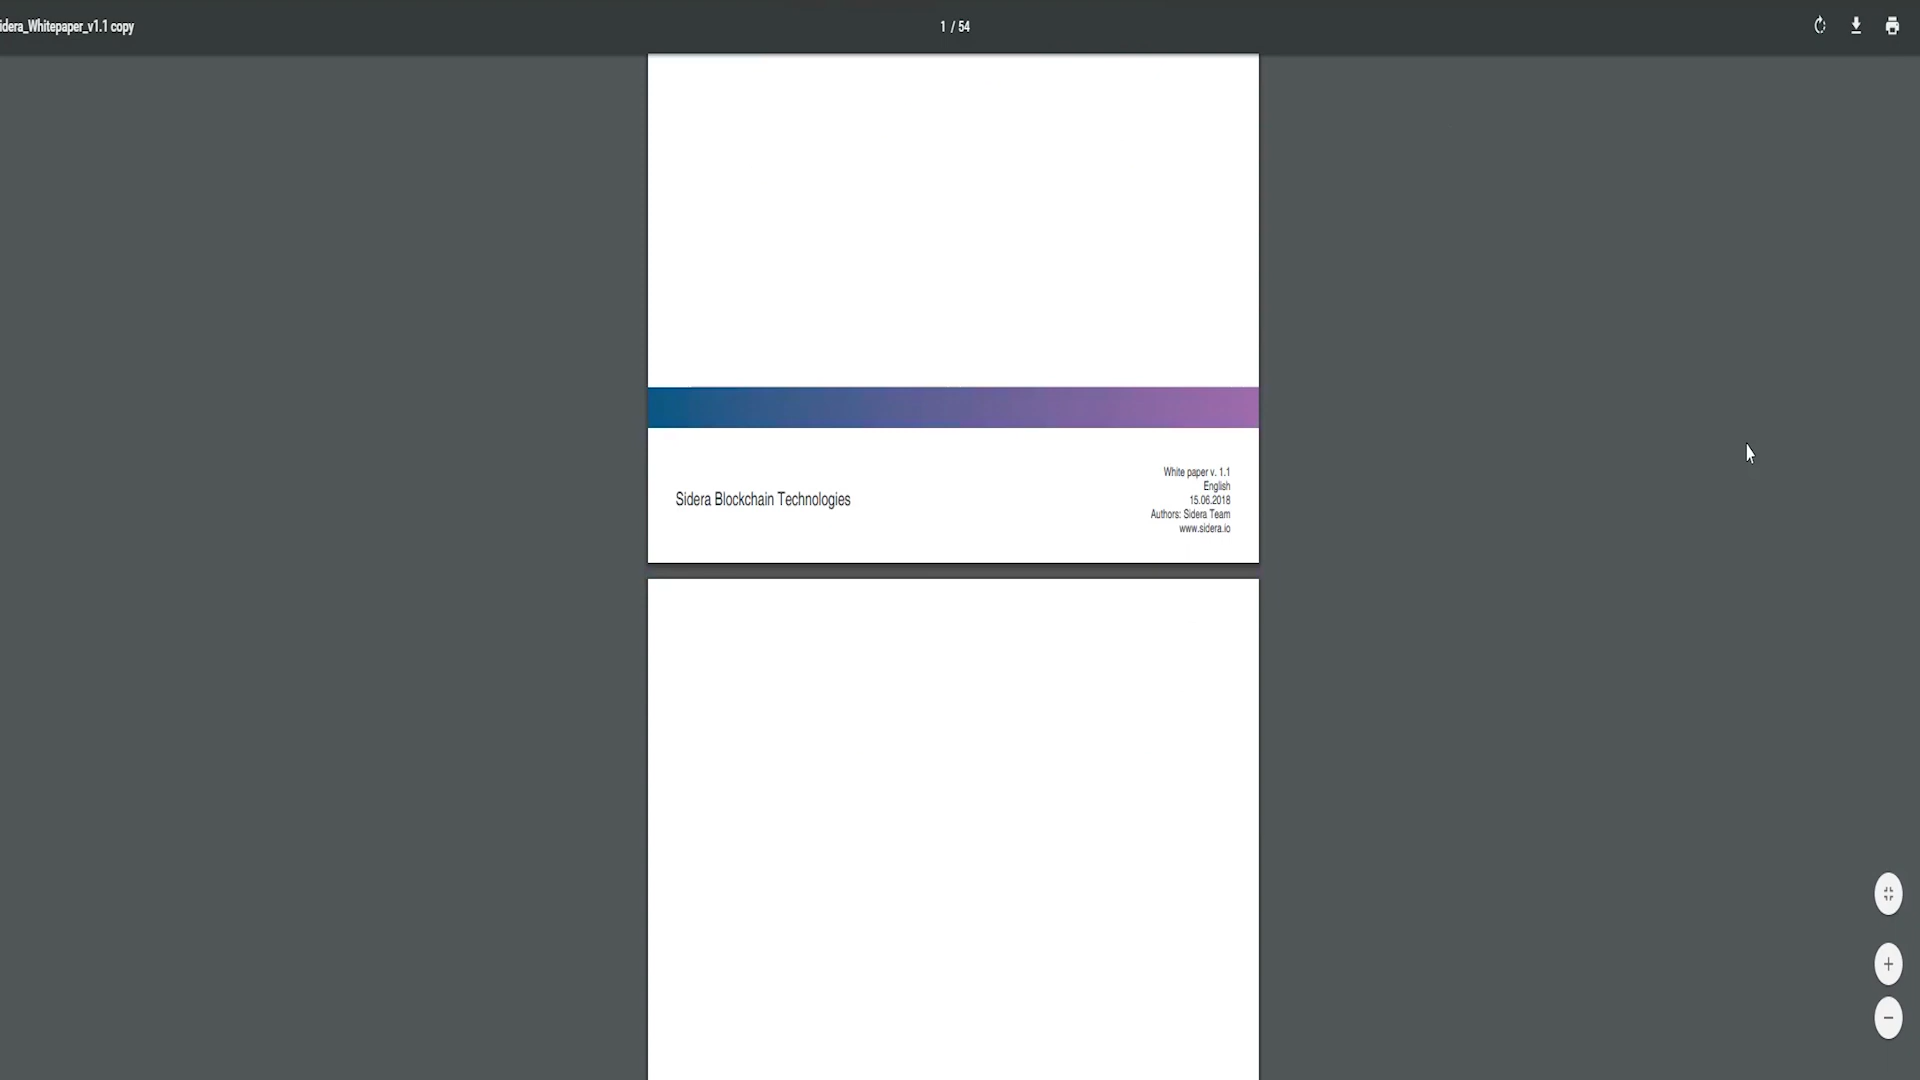 idera_Whitepaper_v1.1 copy
1 / 54
Sidera Blockchain Technologies
White paper v. 1.1
English
15.06.2018
Authors: Sidera Team
www.sidera.io